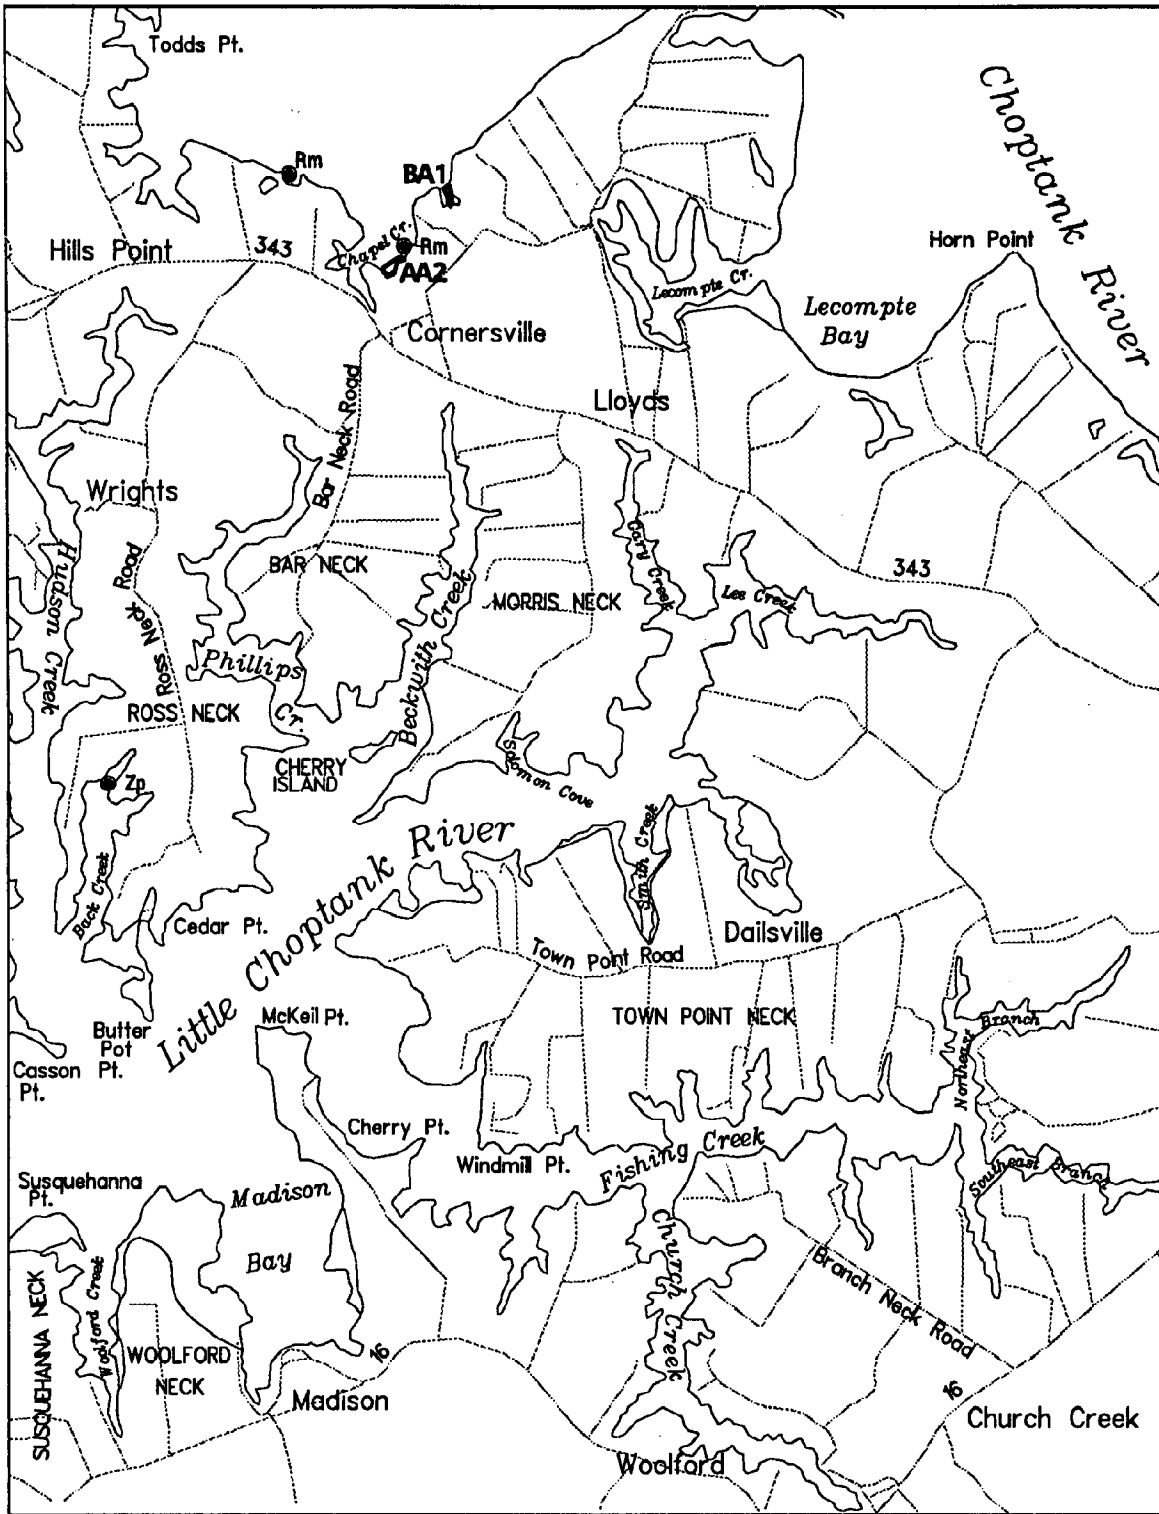 Todds Pt.
Choptank River
Rm
BA1
Chapel Cr.
Rm
AA2
Hills Point
343
Horn Point
Lecompte Cr.
Lecompte
Bay
Cornersville
Lloyds
Bar Neck Road
Wrights
Hudson Creek
Ross Neck Road
BAR NECK
Beckwith Creek
MORRIS NECK
Cary Creek
Lee Creek
343
Phillips
Cr.
ROSS NECK
CHERRY
ISLAND
Solomon Cove
Zp
Little Choptank River
Smith Creek
Back Creek
Cedar Pt.
Dailsville
Town Point Road
McKeil Pt.
TOWN POINT NECK
Branch
Northeast
Butter
Pot
Pt.
Casson
Pt.
Cherry Pt.
Windmill Pt.
Fishing Creek
Southeast Branch
Susquehanna
Pt.
Madison
Bay
Church Creek
Branch Neck Road
Woolford Creek
SUSQUEHANNA NECK
WOOLFORD
NECK
16
Madison
16
Church Creek
Woolford